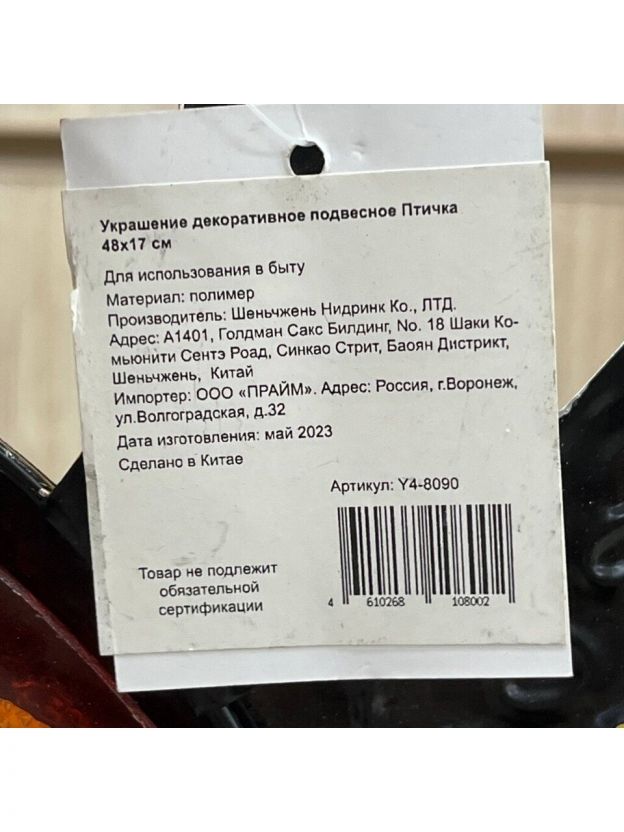 Украшение декоративное подвесное Птичка
48х17 см
Для использования в быту
Материал: полимер
Производитель: Шеньчжень Нидринк Ко., ЛТД.
Адрес: А1401, Голдман Сакс Билдинг, No. 18 Шаки Ко-
мьюнити Сентэ Роад, Синкао Стрит, Баоян Дистрикт,
Шеньчжень, Китай
Импортер: ООО «ПРАЙМ». Адрес: Россия, г.Воронеж,
ул.Волгоградская, д.32
Дата изготовления: май 2023
Сделано в Китае
Артикул: Y4-8090
4 610268 108002
Товар не подлежит
обязательной
сертификации